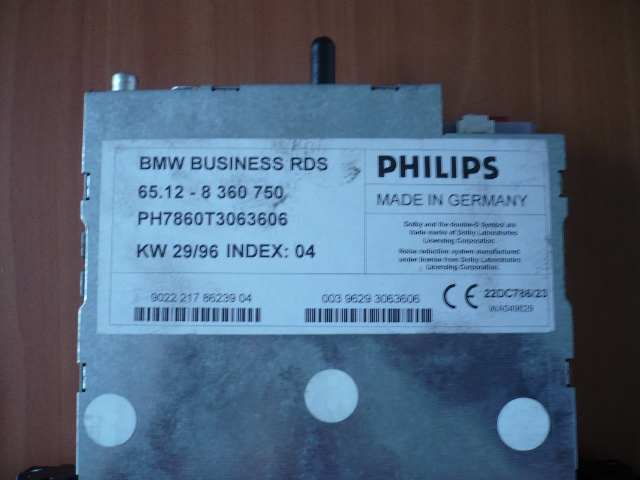 BMW BUSINESS RDS
65.12 - 8 360 750
PH7860T3063606
KW 29/96 INDEX: 04
PHILIPS
MADE IN GERMANY
Dolby and the double-D Symbol are
trade marks of Dolby Laboratories
Licensing Corporation.
Noise reduction system manufactured
under license from Dolby Laboratories
Licensing Corporation.
9022 217 86239 04
003 9629 3063606
CE 22DC786/23